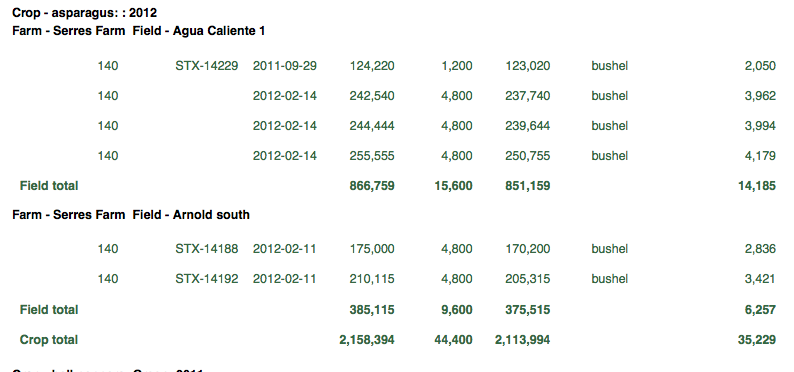 Crop - asparagus: : 2012
Farm - Serres Farm Field - Agua Caliente 1
140 STX-14229 2011-09-29 124,220 1,200 123,020 bushel 2,050
140 2012-02-14 242,540 4,800 237,740 bushel 3,962
140 2012-02-14 244,444 4,800 239,644 bushel 3,994
140 2012-02-14 255,555 4,800 250,755 bushel 4,179
Field total 866,759 15,600 851,159 14,185
Farm - Serres Farm Field - Arnold south
140 STX-14188 2012-02-11 175,000 4,800 170,200 bushel 2,836
140 STX-14192 2012-02-11 210,115 4,800 205,315 bushel 3,421
Field total 385,115 9,600 375,515 6,257
Crop total 2,158,394 44,400 2,113,994 35,229